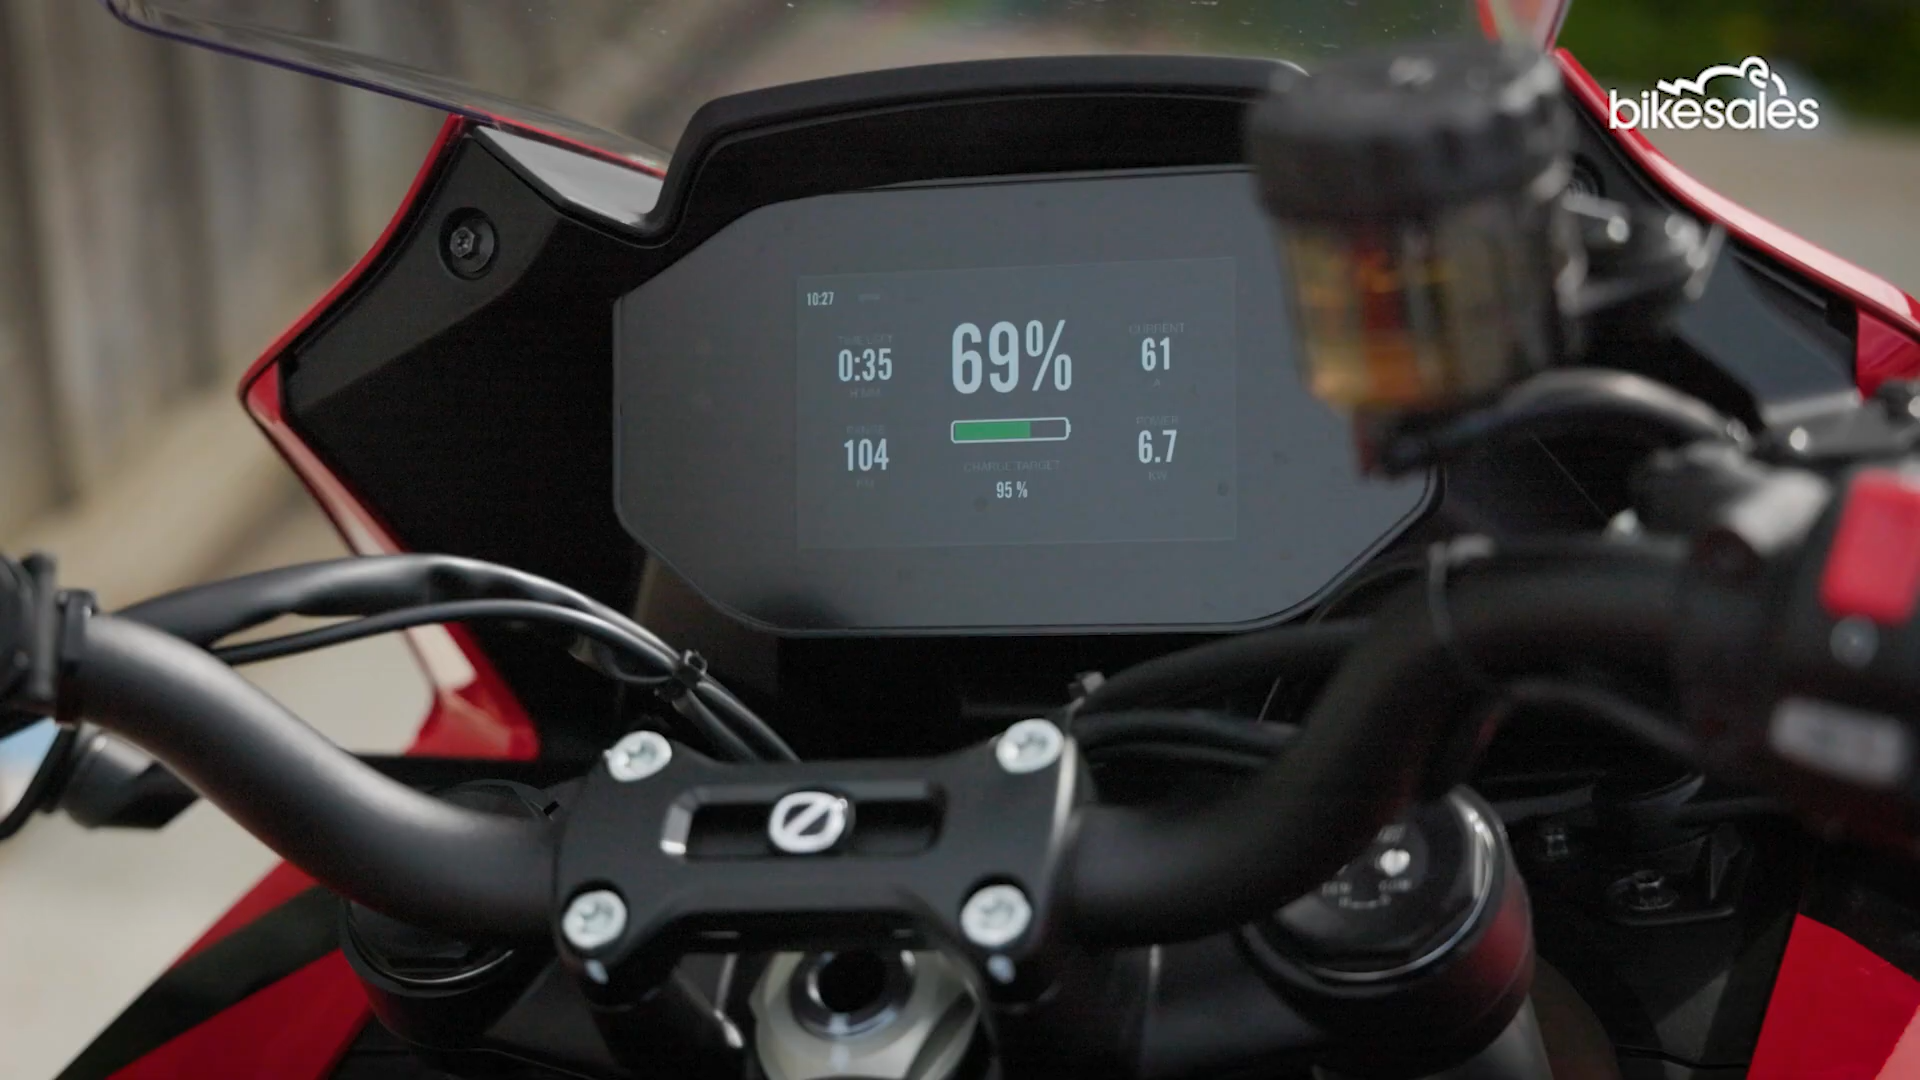 bikesales
10:27
TIME LEFT
0:35
H:MM
69%
CURRENT
61
A
RANGE
104
KM
POWER
6.7
KW
CHARGE TARGET
95 %